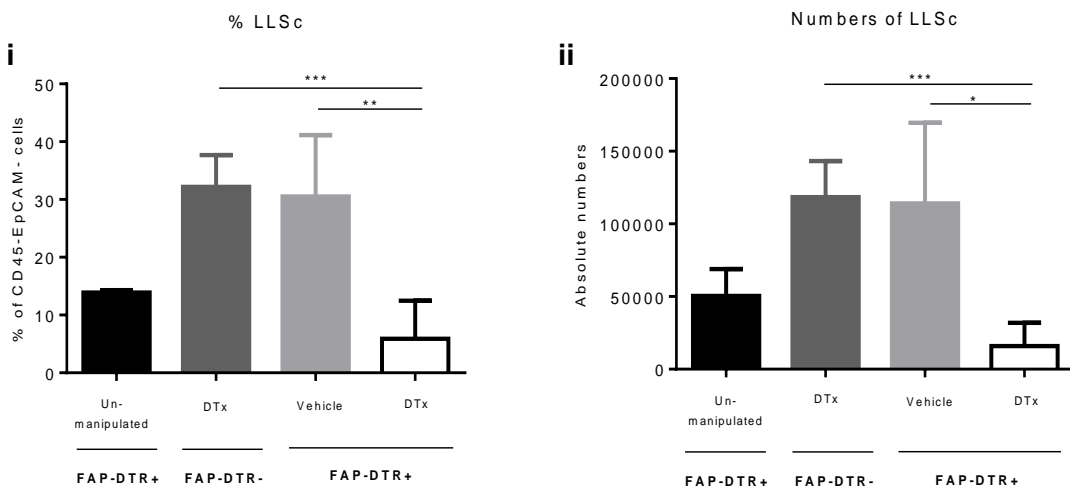 % LLSc
i
***
**
50
40
30
20
10
0
% of CD45-EpCAM- cells
Un-
manipulated
DTx
Vehicle
DTx
FAP-DTR+
FAP-DTR-
FAP-DTR+
Numbers of LLSc
ii
***
*
200000
150000
100000
50000
0
Absolute numbers
Un-
manipulated
DTx
Vehicle
DTx
FAP-DTR+
FAP-DTR-
FAP-DTR+